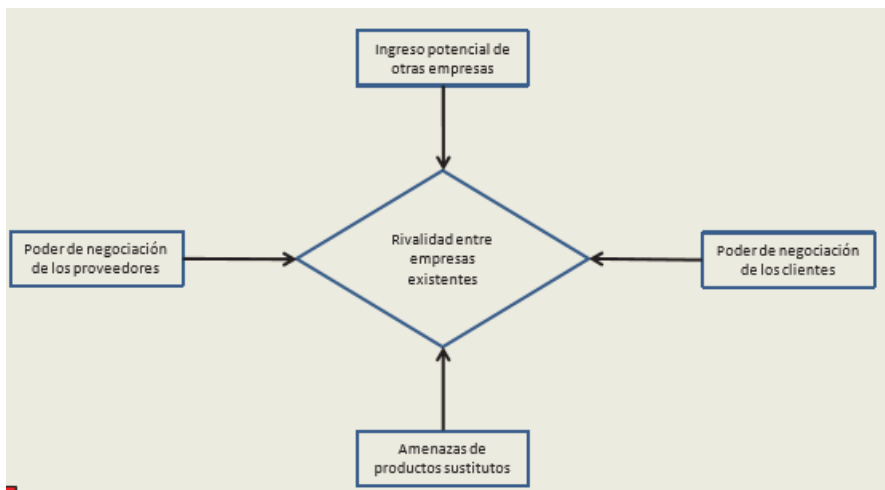 Ingreso potencial de
otras empresas
Poder de negociación
de los proveedores
Rivalidad entre
empresas
existentes
Poder de negociación
de los clientes
Amenazas de
productos sustitutos